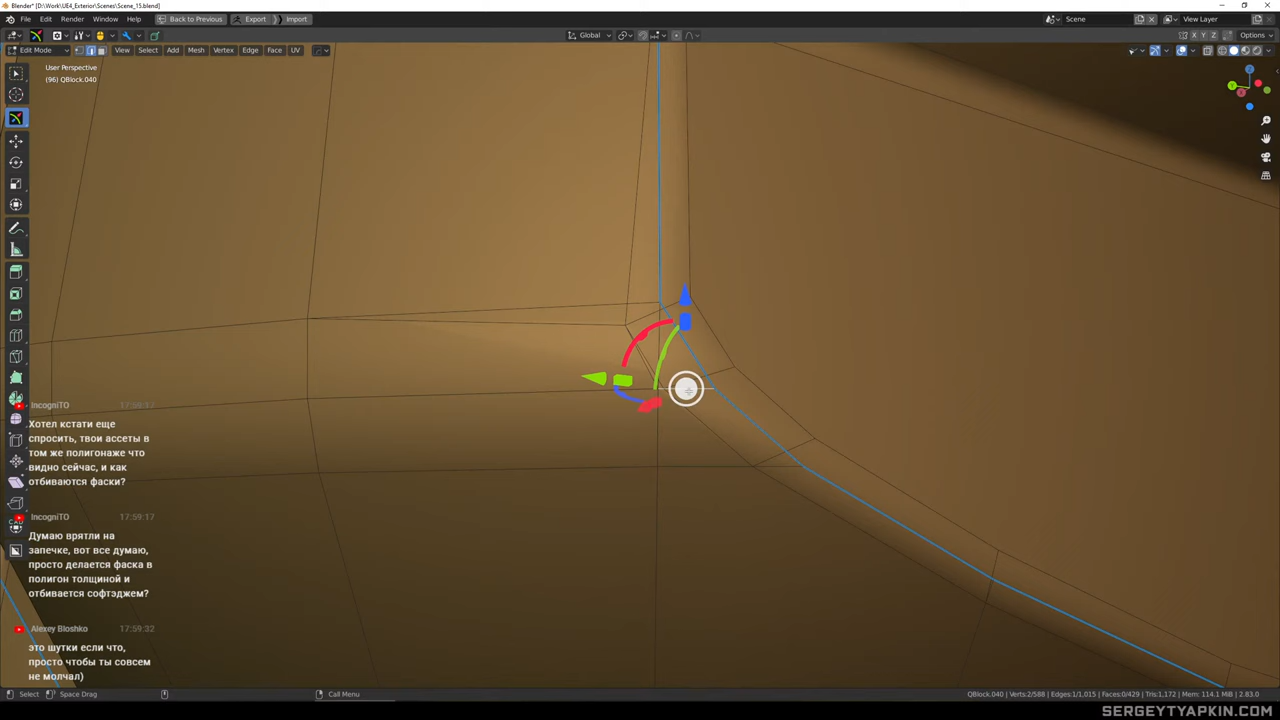 Blender* [D:\Work\UE4_Exterior\Scenes\Scene_15.blend]
File Edit Render Window Help Back to Previous Export Import Scene View Layer
Global X Y Z Options
Edit Mode View Select Add Mesh Vertex Edge Face UV
User Perspective
(96) QBlock.040
IncognITO 17:58:17
Хотел кстати еще
спросить, твои ассеты в
том же полигонаже что
видно сейчас, и как
отбиваются фаски?
IncognITO 17:59:17
Думаю врятли на
запечке, вот все думаю,
просто делается фаска в
полигон толщиной и
отбивается софтэджем?
Alexey Bloshko 17:59:32
это шутки если что,
просто чтобы ты совсем
не молчал)
Select Space Drag Call Menu QBlock.040 | Verts:2/588 | Edges:1/1,015 | Faces:0/429 | Tris:1,172 | Mem: 114.1 MiB | 2.83.0
SERGEYTYAPKIN.COM